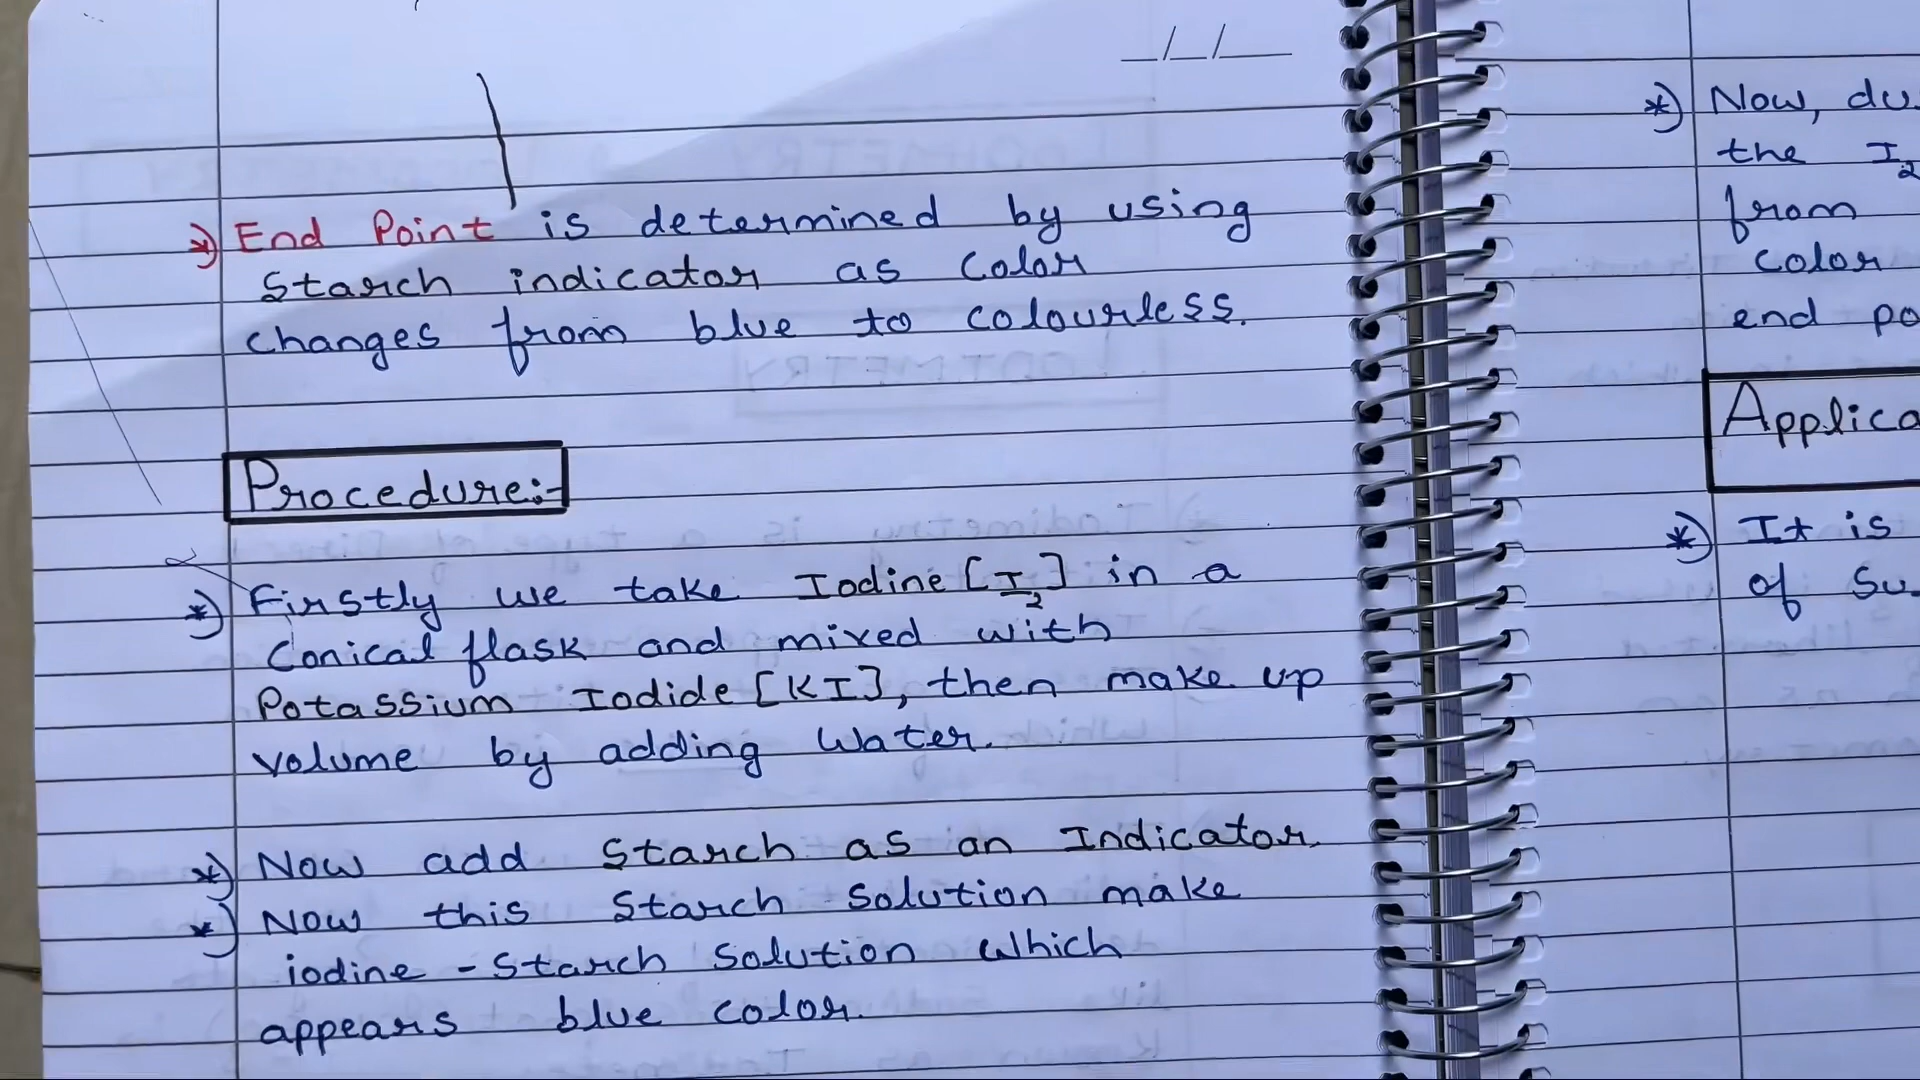 _/_/__
*) End Point is determined by using
Starch indicator as Color
changes from blue to colourless.
Procedure:-
*) Firstly we take Iodine [I₂] in a
Conical flask and mixed with
Potassium Iodide [KI], then make up
volume by adding Water.
*) Now add Starch as an Indicator.
*) Now this Starch Solution make
iodine - Starch Solution which
appears blue color.
*) Now, du
the I₂
from
color
end po
Applica
*) It is
of Su